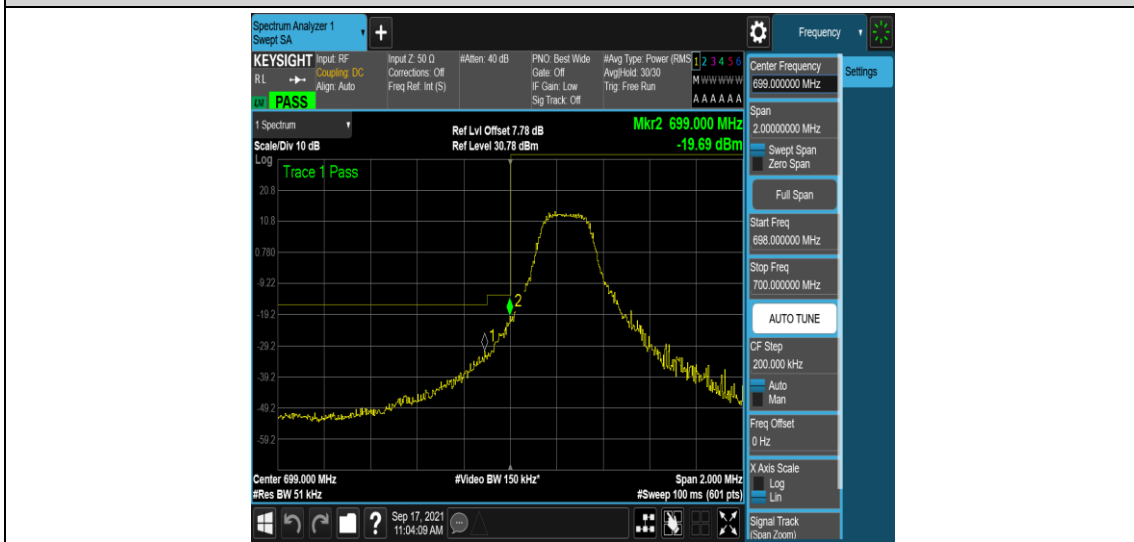 Spectrum Analyzer 1
Swept SA
+
Frequency
KEYSIGHT
RL
PASS
Input: RF
Coupling: DC
Align: Auto
Input Z: 50 Ω
Corrections: Off
Freq Ref: Int (S)
#Atten: 40 dB
PNO: Best Wide
Gate: Off
IF Gain: Low
Sig Track: Off
#Avg Type: Power (RMS
Avg|Hold: 30/30
Trig: Free Run
1 2 3 4 5 6
M W W W W W
A A A A A A
Center Frequency
699.000000 MHz
Settings
Span
2.00000000 MHz
Swept Span
Zero Span
Full Span
Start Freq
698.000000 MHz
Stop Freq
700.000000 MHz
AUTO TUNE
CF Step
200.000 kHz
Auto
Man
Freq Offset
0 Hz
X Axis Scale
Log
Lin
Signal Track
(Span Zoom)
1 Spectrum
Scale/Div 10 dB
Ref Lvl Offset 7.78 dB
Ref Level 30.78 dBm
Mkr2 699.000 MHz
-19.69 dBm
Log
Trace 1 Pass
20.8
10.8
0.780
-9.22
-19.2
-29.2
-39.2
-49.2
-59.2
2
1
Center 699.000 MHz
#Video BW 150 kHz*
Span 2.000 MHz
#Res BW 51 kHz
#Sweep 100 ms (601 pts)
?
Sep 17, 2021
11:04:09 AM